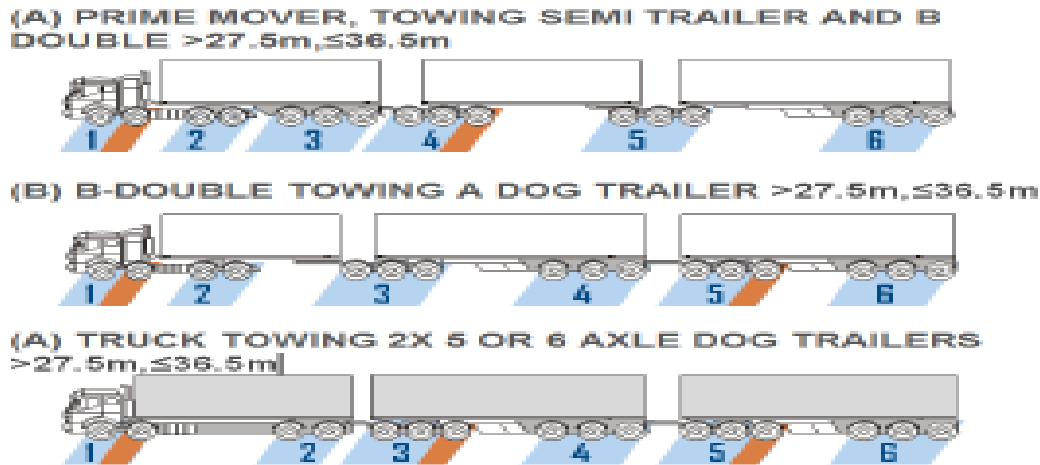 (A) PRIME MOVER, TOWING SEMI TRAILER AND B
DOUBLE >27.5m,≤36.5m
1 2 3 4 5 6
(B) B-DOUBLE TOWING A DOG TRAILER >27.5m,≤36.5m
1 2 3 4 5 6
(A) TRUCK TOWING 2X 5 OR 6 AXLE DOG TRAILERS
>27.5m,≤36.5m
1 2 3 4 5 6